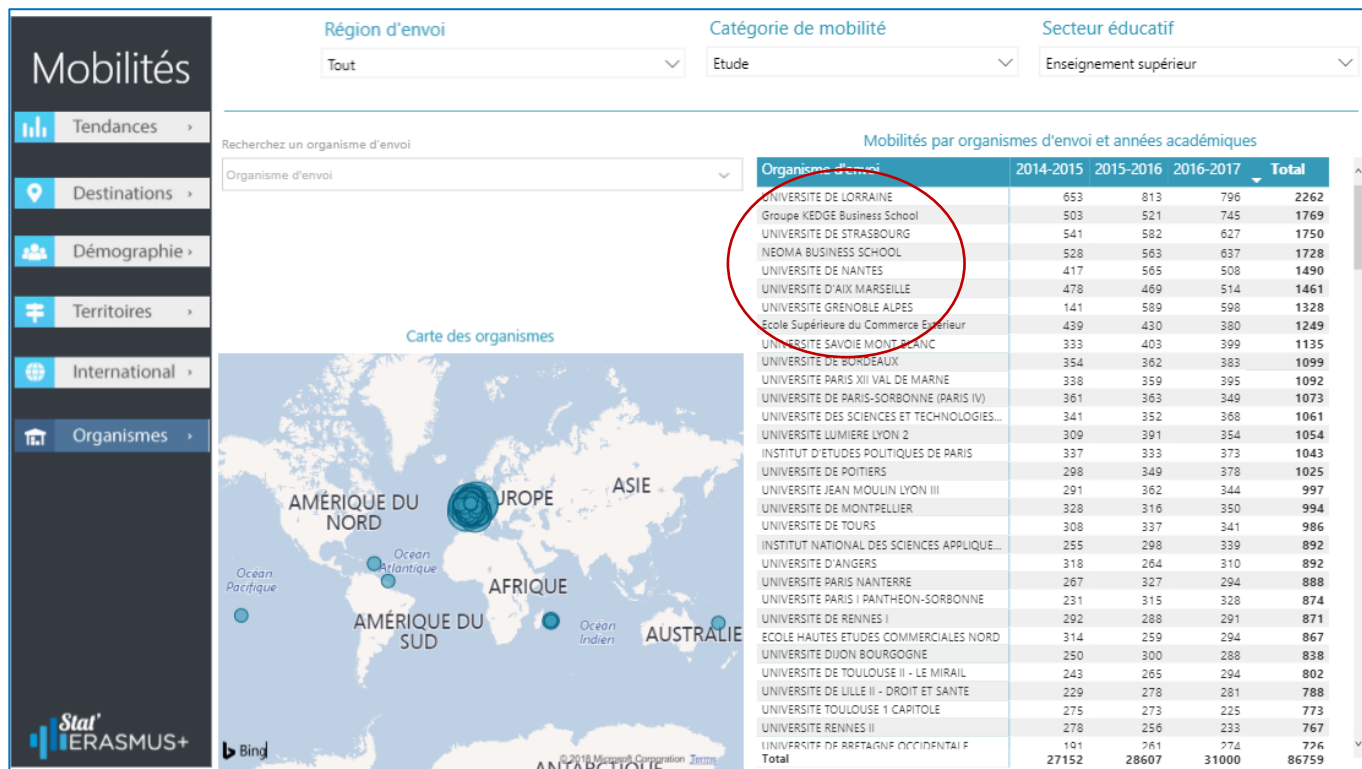 Mobilités
Tendances
Destinations
Démographie
Territoires
International
Organismes
Stat'
ERASMUS+
Région d'envoi
Tout
Catégorie de mobilité
Etude
Secteur éducatif
Enseignement supérieur
Recherchez un organisme d'envoi
Organisme d'envoi
Carte des organismes
AMÉRIQUE DU
NORD
EUROPE
ASIE
Océan
Atlantique
Océan
Pacifique
AFRIQUE
AMÉRIQUE DU
SUD
Océan
Indien
AUSTRALIE
ANTARCTIQUE
Bing
© 2018 Microsoft Corporation Terms
Mobilités par organismes d'envoi et années académiques
Organisme d'envoi 2014-2015 2015-2016 2016-2017 Total
UNIVERSITE DE LORRAINE 653 813 796 2262
Groupe KEDGE Business School 503 521 745 1769
UNIVERSITE DE STRASBOURG 541 582 627 1750
NEOMA BUSINESS SCHOOL 528 563 637 1728
UNIVERSITE DE NANTES 417 565 508 1490
UNIVERSITE D'AIX MARSEILLE 478 469 514 1461
UNIVERSITE GRENOBLE ALPES 141 589 598 1328
Ecole Supérieure du Commerce Extérieur 439 430 380 1249
UNIVERSITE SAVOIE MONT BLANC 333 403 399 1135
UNIVERSITE DE BORDEAUX 354 362 383 1099
UNIVERSITE PARIS XII VAL DE MARNE 338 359 395 1092
UNIVERSITE DE PARIS-SORBONNE (PARIS IV) 361 363 349 1073
UNIVERSITE DES SCIENCES ET TECHNOLOGIES... 341 352 368 1061
UNIVERSITE LUMIERE LYON 2 309 391 354 1054
INSTITUT D'ETUDES POLITIQUES DE PARIS 337 333 373 1043
UNIVERSITE DE POITIERS 298 349 378 1025
UNIVERSITE JEAN MOULIN LYON III 291 362 344 997
UNIVERSITE DE MONTPELLIER 328 316 350 994
UNIVERSITE DE TOURS 308 337 341 986
INSTITUT NATIONAL DES SCIENCES APPLIQUE... 255 298 339 892
UNIVERSITE D'ANGERS 318 264 310 892
UNIVERSITE PARIS NANTERRE 267 327 294 888
UNIVERSITE PARIS I PANTHEON-SORBONNE 231 315 328 874
UNIVERSITE DE RENNES I 292 288 291 871
ECOLE HAUTES ETUDES COMMERCIALES NORD 314 259 294 867
UNIVERSITE DIJON BOURGOGNE 250 300 288 838
UNIVERSITE DE TOULOUSE II - LE MIRAIL 243 265 294 802
UNIVERSITE DE LILLE II - DROIT ET SANTE 229 278 281 788
UNIVERSITE TOULOUSE 1 CAPITOLE 275 273 225 773
UNIVERSITE RENNES II 278 256 233 767
UNIVERSITE DE BRETAGNE OCCIDENTALE 191 261 274 726
Total 27152 28607 31000 86759